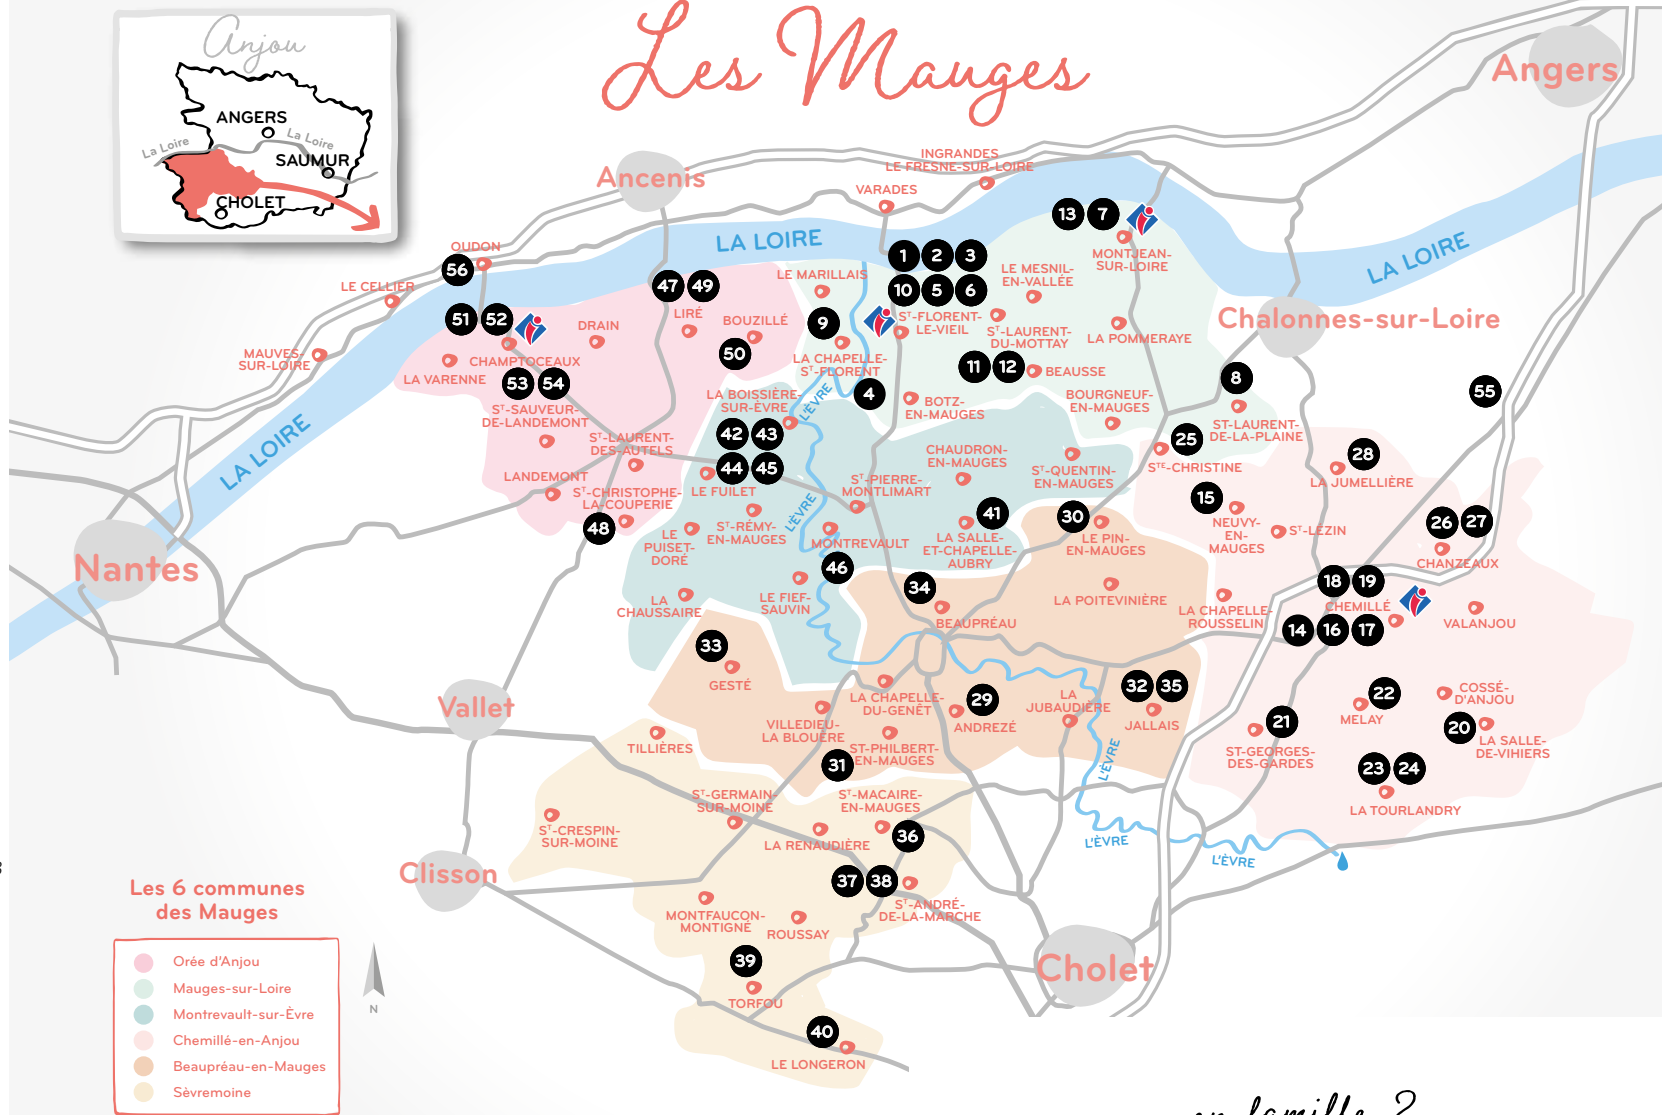 Anjou
ANGERS
La Loire
La Loire
SAUMUR
CHOLET
Les Mauges
Angers
Ancenis
INGRANDES
LE FRESNE-SUR-LOIRE
VARADES
13 7
MONTJEAN-
SUR-LOIRE
LA LOIRE
LA LOIRE
OUDON
56
LE CELLIER
MAUVES-
SUR-LOIRE
51 52
CHAMPTOCEAUX
LA VARENNE
53 54
DRAIN
47 49
LIRÉ
BOUZILLÉ
50
LE MARILLAIS
9
LA CHAPELLE-
Sᵀ-FLORENT
1 2 3
10 5 6
Sᵀ-FLORENT-
LE-VIEIL
LE MESNIL-
EN-VALLÉE
Sᵀ-LAURENT-
DU-MOTTAY
LA POMMERAYE
Chalonnes-sur-Loire
11 12
BEAUSSE
4
BOTZ-
EN-MAUGES
BOURGNEUF-
EN-MAUGES
8
ST-LAURENT-
DE-LA-PLAINE
55
LA LOIRE
Sᵀ-SAUVEUR-
DE-LANDEMONT
Sᵀ-LAURENT-
DES-AUTELS
LANDEMONT
Sᵀ-CHRISTOPHE-
LA-COUPERIE
48
LA BOISSIÈRE-
SUR-ÈVRE
L'ÈVRE
42 43
44 45
LE FUILET
Sᵀ-RÉMY-
EN-MAUGES
LE
PUISET-
DORÉ
L'ÈVRE
Sᵀ-PIERRE-
MONTLIMART
MONTREVAULT
46
CHAUDRON-
EN-MAUGES
Sᵀ-QUENTIN-
EN-MAUGES
41
LA SALLE-
ET-CHAPELLE-
AUBRY
25
Sᵀᴱ-CHRISTINE
28
LA JUMELLIÈRE
15
NEUVY-
EN-
MAUGES
Sᵀ-LÉZIN
26 27
CHANZEAUX
30
LE PIN-
EN-MAUGES
Nantes
LA
CHAUSSAIRE
LE FIEF-
SAUVIN
34
BEAUPRÉAU
LA POITEVINIÈRE
LA CHAPELLE-
ROUSSELIN
18 19
CHEMILLÉ
14 16 17
VALANJOU
33
GESTÉ
Vallet
TILLIÈRES
VILLEDIEU-
LA BLOUÈRE
LA CHAPELLE-
DU-GENÊT
29
ANDREZÉ
LA
JUBAUDIÈRE
32 35
JALLAIS
31
ST-PHILBERT-
EN-MAUGES
L'ÈVRE
21
ST-GEORGES-
DES-GARDES
22
MELAY
COSSÉ-
D'ANJOU
20
LA SALLE-
DE-VIHIERS
23 24
LA TOURLANDRY
Sᵀ-CRESPIN-
SUR-MOINE
Sᵀ-GERMAIN-
SUR-MOINE
Sᵀ-MACAIRE-
EN-MAUGES
LA RENAUDIÈRE
36
L'ÈVRE
L'ÈVRE
Clisson
37 38
Sᵀ-ANDRÉ-
DE-LA-MARCHE
MONTFAUCON-
MONTIGNÉ
ROUSSAY
39
TORFOU
Cholet
40
LE LONGERON
Les 6 communes
des Mauges
Orée d'Anjou
Mauges-sur-Loire
Montrevault-sur-Èvre
Chemillé-en-Anjou
Beaupréau-en-Mauges
Sèvremoine
N
en famille ?